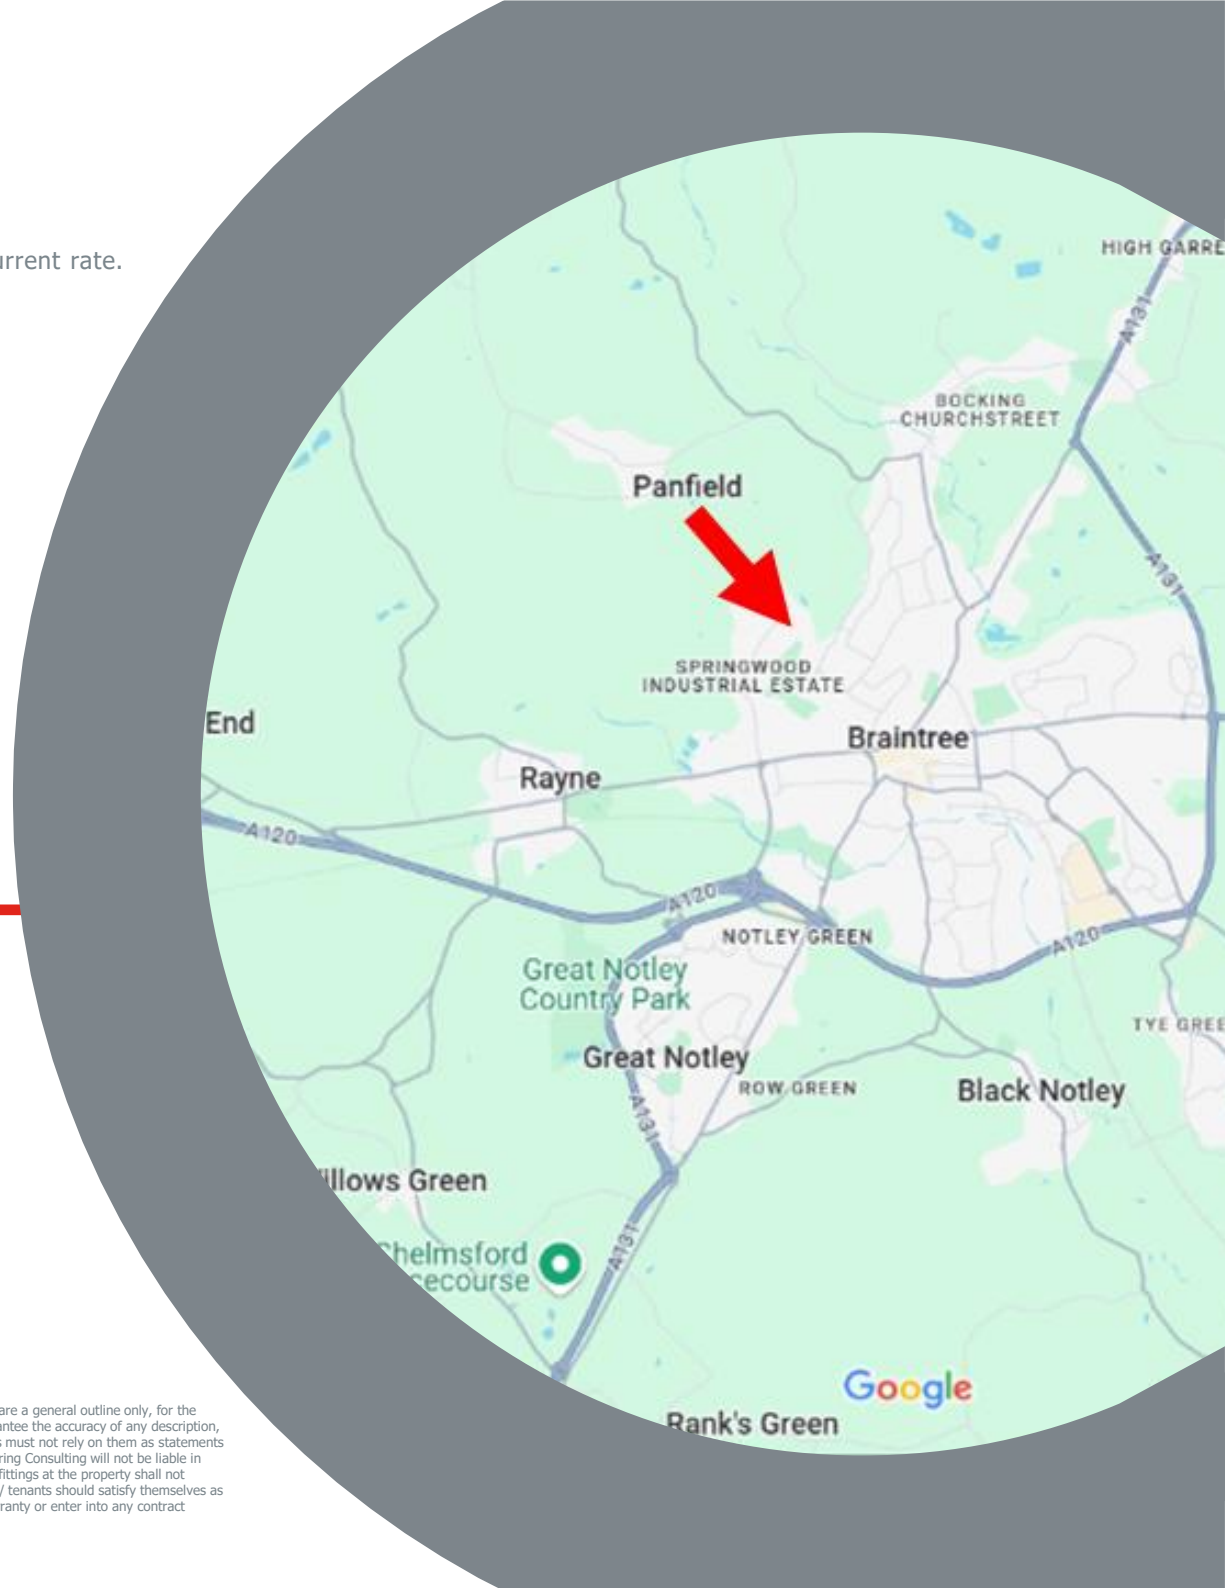 urrent rate.
HIGH GARRE
A131
BOCKING
CHURCHSTREET
Panfield
A131
SPRINGWOOD
INDUSTRIAL ESTATE
End
Braintree
Rayne
A120
A120
NOTLEY GREEN
A120
Great Notley
Country Park
TYE GREE
Great Notley
ROW GREEN
Black Notley
A131
illows Green
A131
Chelmsford
cecourse
Google
Rank's Green
are a general outline only, for the
antee the accuracy of any description,
s must not rely on them as statements
ring Consulting will not be liable in
fittings at the property shall not
/ tenants should satisfy themselves as
ranty or enter into any contract